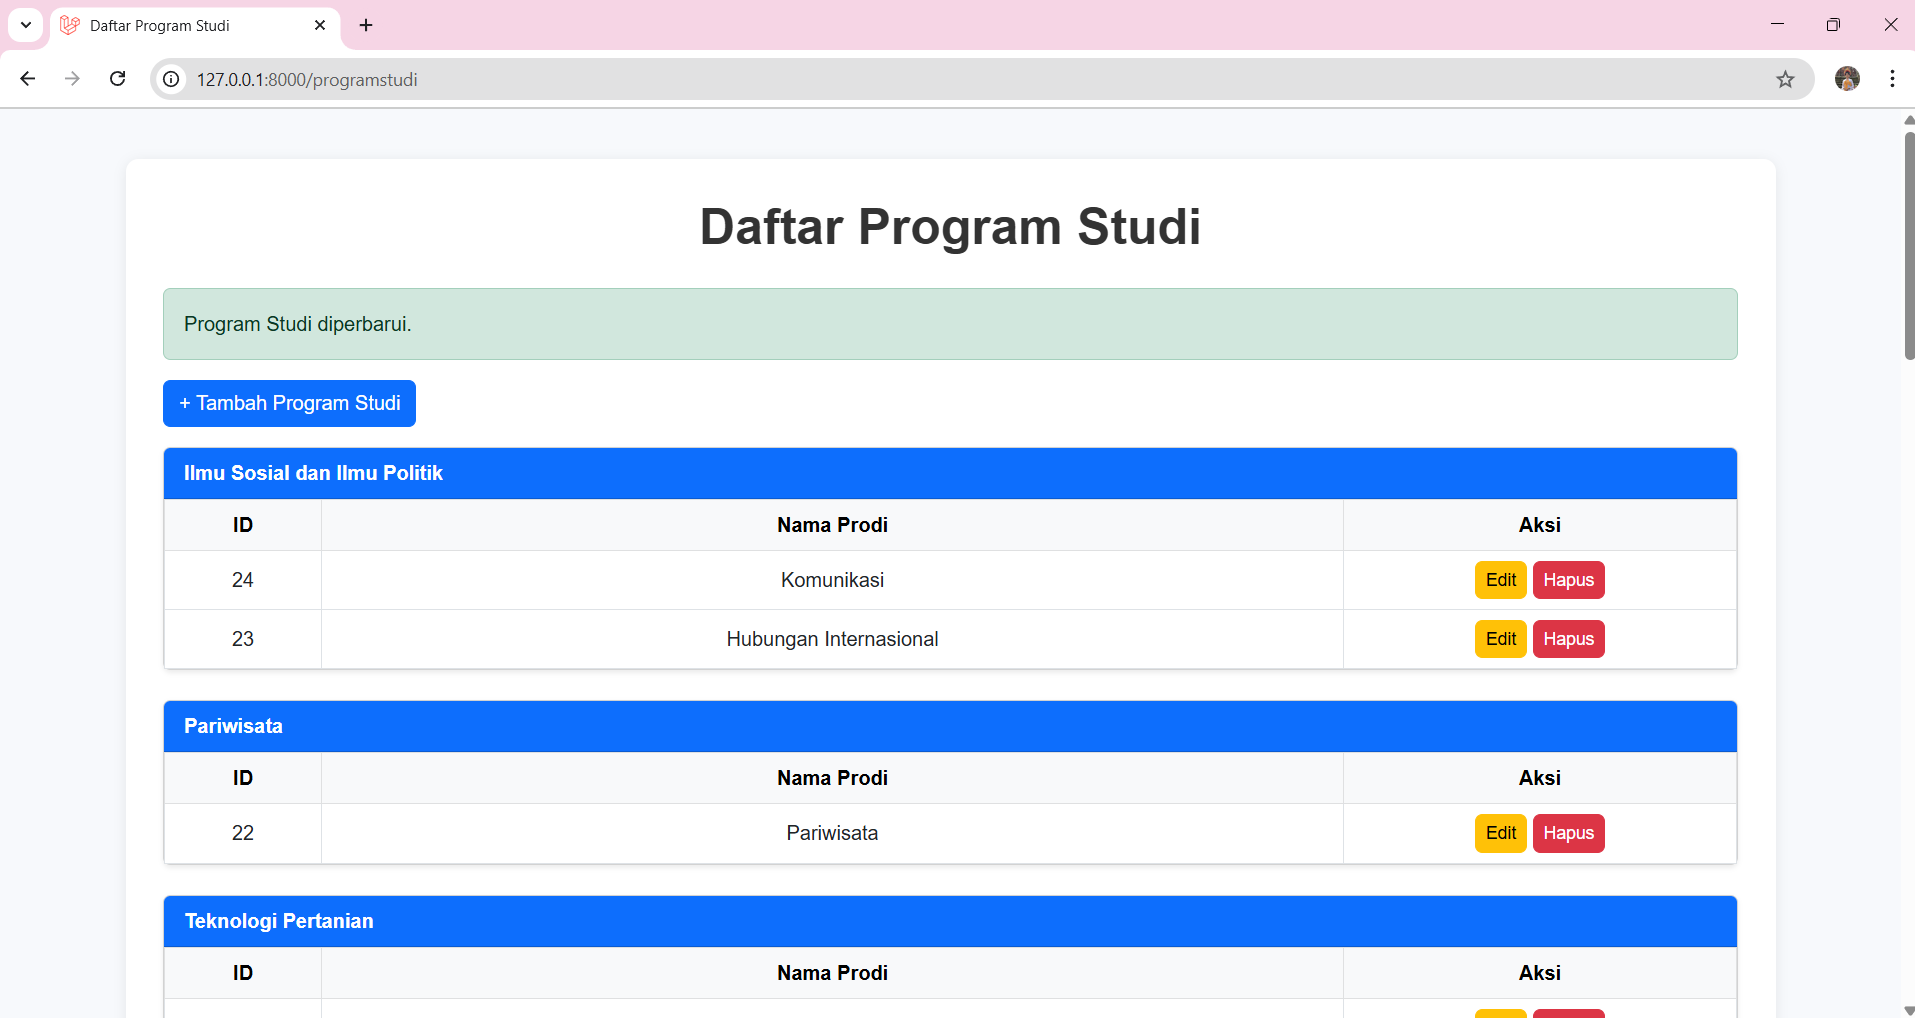 Daftar Program Studi
127.0.0.1:8000/programstudi
Daftar Program Studi
Program Studi diperbarui.
+ Tambah Program Studi
Ilmu Sosial dan Ilmu Politik
ID Nama Prodi Aksi
24 Komunikasi Edit Hapus
23 Hubungan Internasional Edit Hapus
Pariwisata
ID Nama Prodi Aksi
22 Pariwisata Edit Hapus
Teknologi Pertanian
ID Nama Prodi Aksi